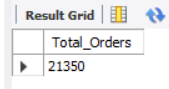 Result Grid
Total_Orders
21350